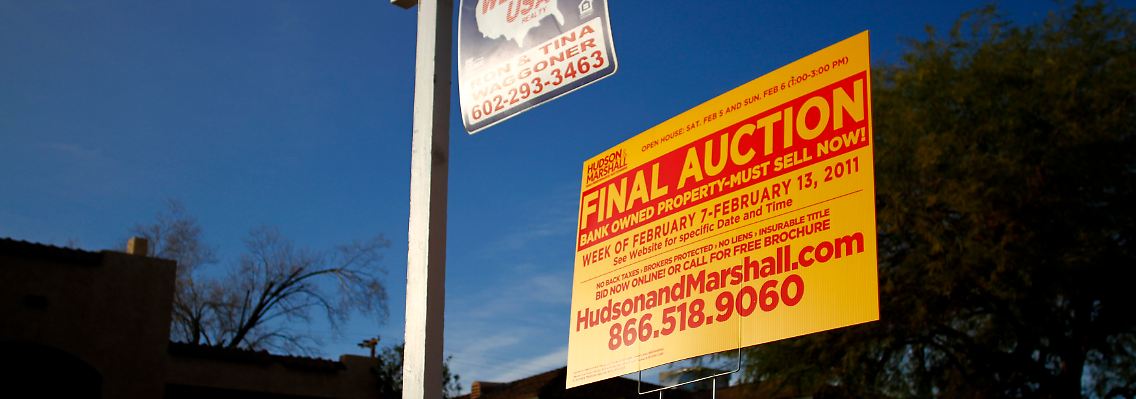 USA
REALTY
RON & TINA
WAGGONER
602-293-3463
HUDSON &
MARSHALL
OPEN HOUSE: SAT. FEB 5 AND SUN. FEB 6 (1:00-3:00 PM)
FINAL AUCTION
BANK OWNED PROPERTY-MUST SELL NOW!
WEEK OF FEBRUARY 7-FEBRUARY 13, 2011
See Website for specific Date and Time
NO BACK TAXES › BROKERS PROTECTED › NO LIENS › INSURABLE TITLE
BID NOW ONLINE! OR CALL FOR FREE BROCHURE
HudsonandMarshall.com
866.518.9060